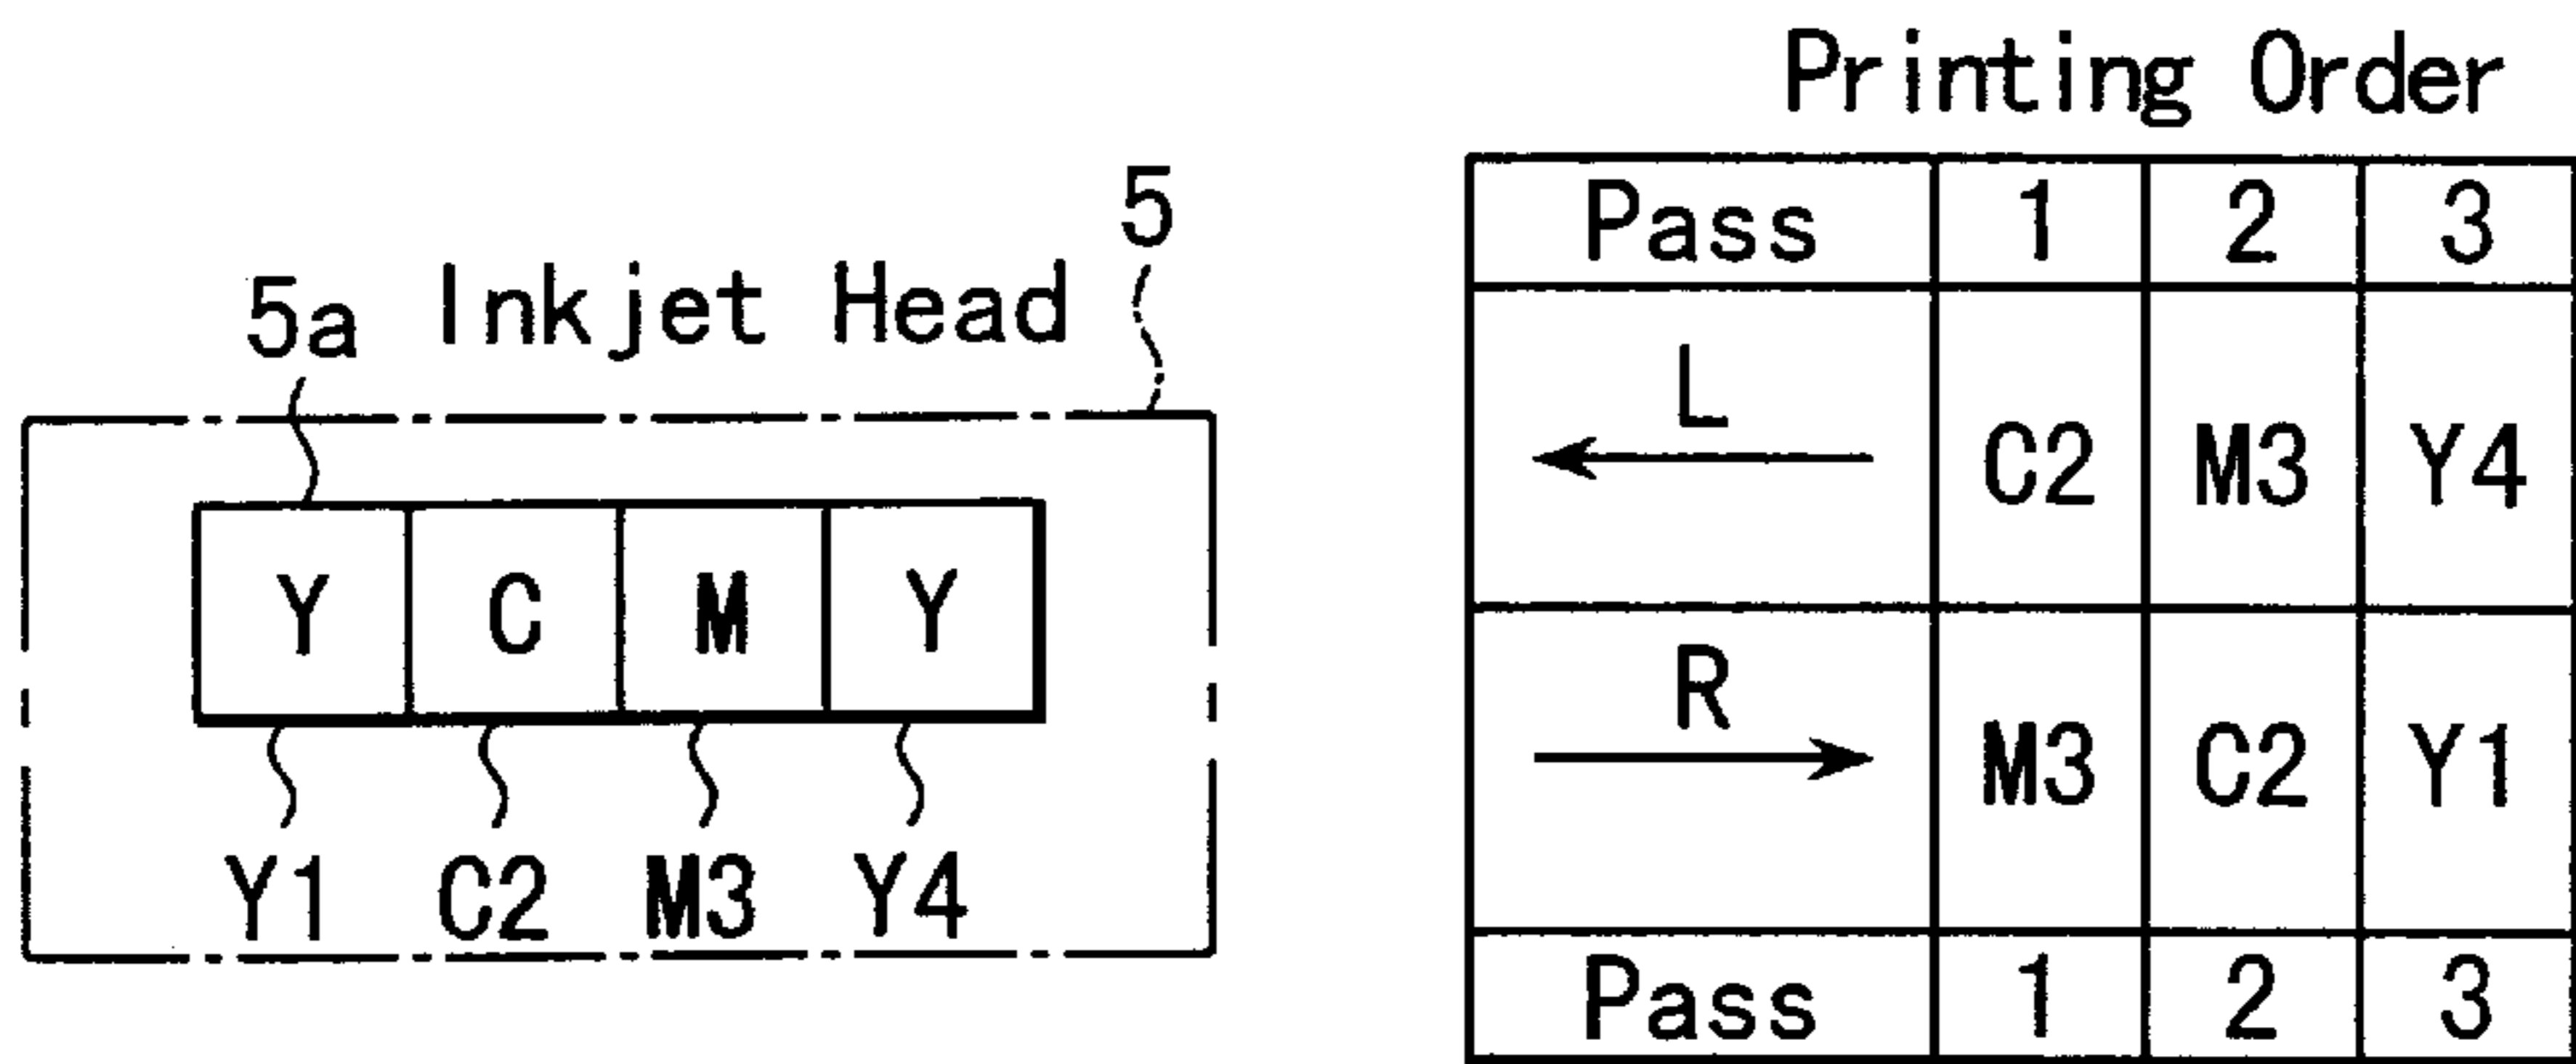 Printing Order
5
5a Inkjet Head
Y C M Y
Y1 C2 M3 Y4
Pass 1 2 3
L C2 M3 Y4
R M3 C2 Y1
Pass 1 2 3